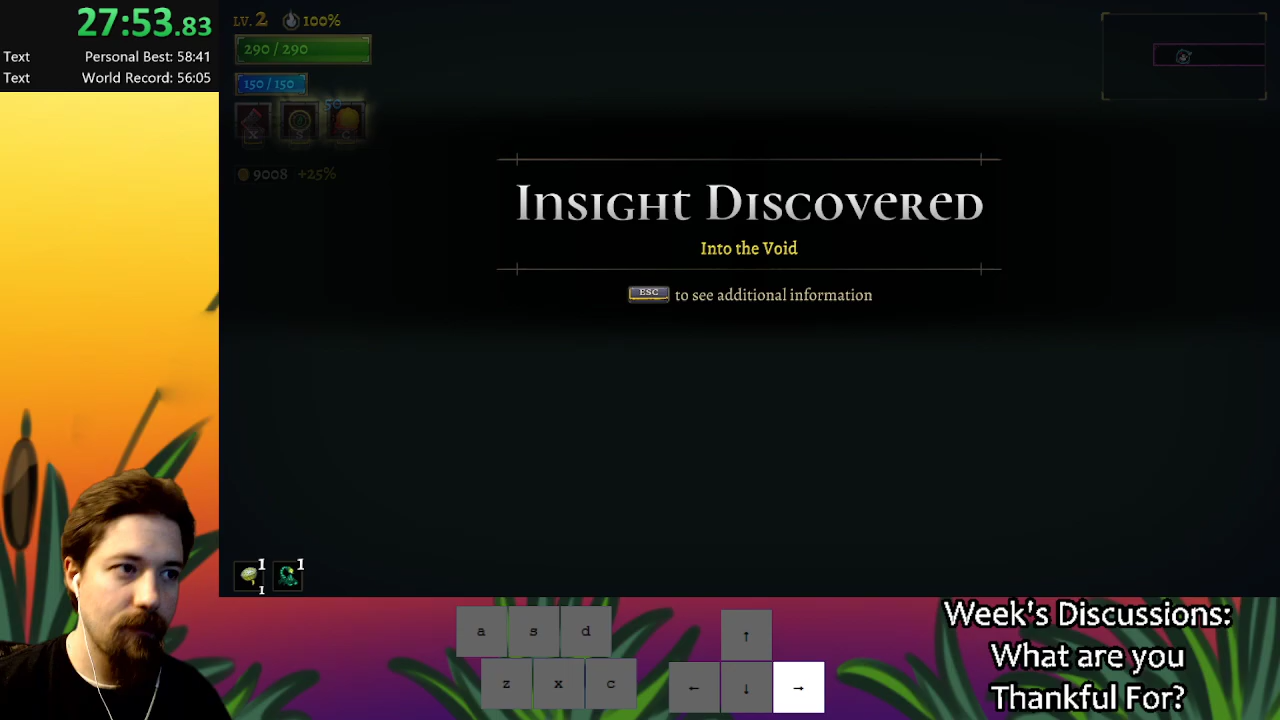 27:53.83
Text Personal Best: 58:41
Text World Record: 56:05
LV. 2 100%
290 / 290
150 / 150
50
X S C
9008 +25%
Insight Discovered
Into the Void
ESC to see additional information
1 1
1
a s d ↑
z x c ← ↓ →
Week's Discussions:
What are you
Thankful For?